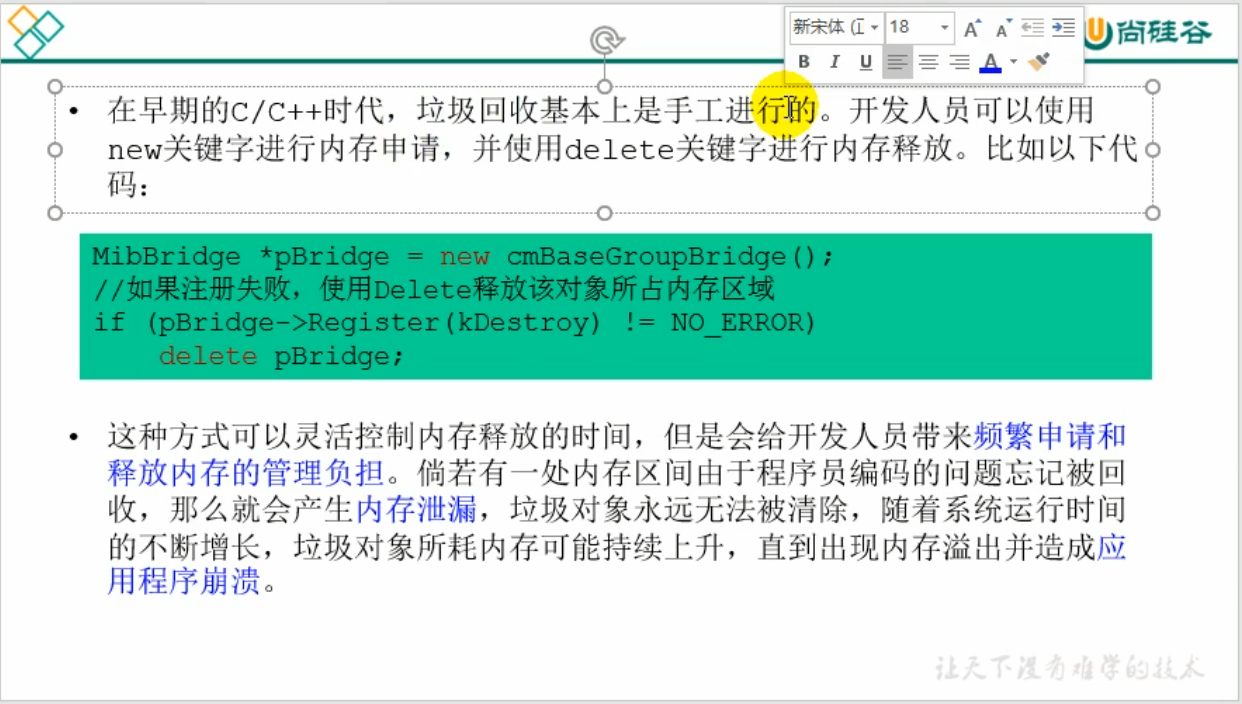 新宋体 (正 18
B I U A
尚硅谷
• 在早期的C/C++时代，垃圾回收基本上是手工进行的。开发人员可以使用
new关键字进行内存申请，并使用delete关键字进行内存释放。比如以下代
码：
MibBridge *pBridge = new cmBaseGroupBridge();
//如果注册失败，使用Delete释放该对象所占内存区域
if (pBridge->Register(kDestroy) != NO_ERROR)
    delete pBridge;
• 这种方式可以灵活控制内存释放的时间，但是会给开发人员带来频繁申请和
释放内存的管理负担。倘若有一处内存区间由于程序员编码的问题忘记被回
收，那么就会产生内存泄漏，垃圾对象永远无法被清除，随着系统运行时间
的不断增长，垃圾对象所耗内存可能持续上升，直到出现内存溢出并造成应
用程序崩溃。
让天下没有难学的技术